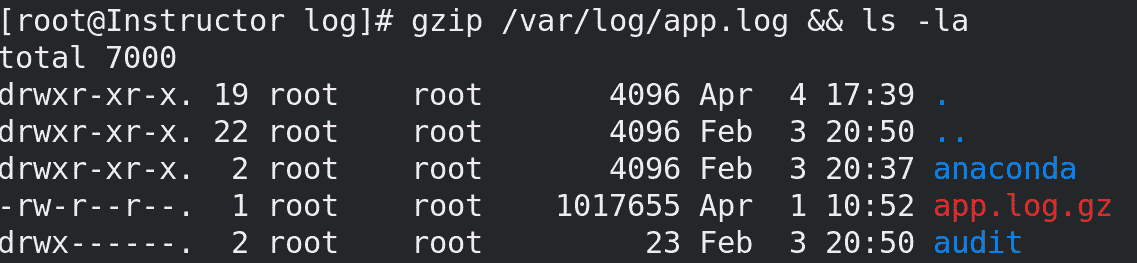 [root@Instructor log]# gzip /var/log/app.log && ls -la
total 7000
drwxr-xr-x. 19 root    root       4096 Apr  4 17:39 .
drwxr-xr-x. 22 root    root       4096 Feb  3 20:50 ..
drwxr-xr-x.  2 root    root       4096 Feb  3 20:37 anaconda
-rw-r--r--.  1 root    root    1017655 Apr  1 10:52 app.log.gz
drwx------.  2 root    root         23 Feb  3 20:50 audit